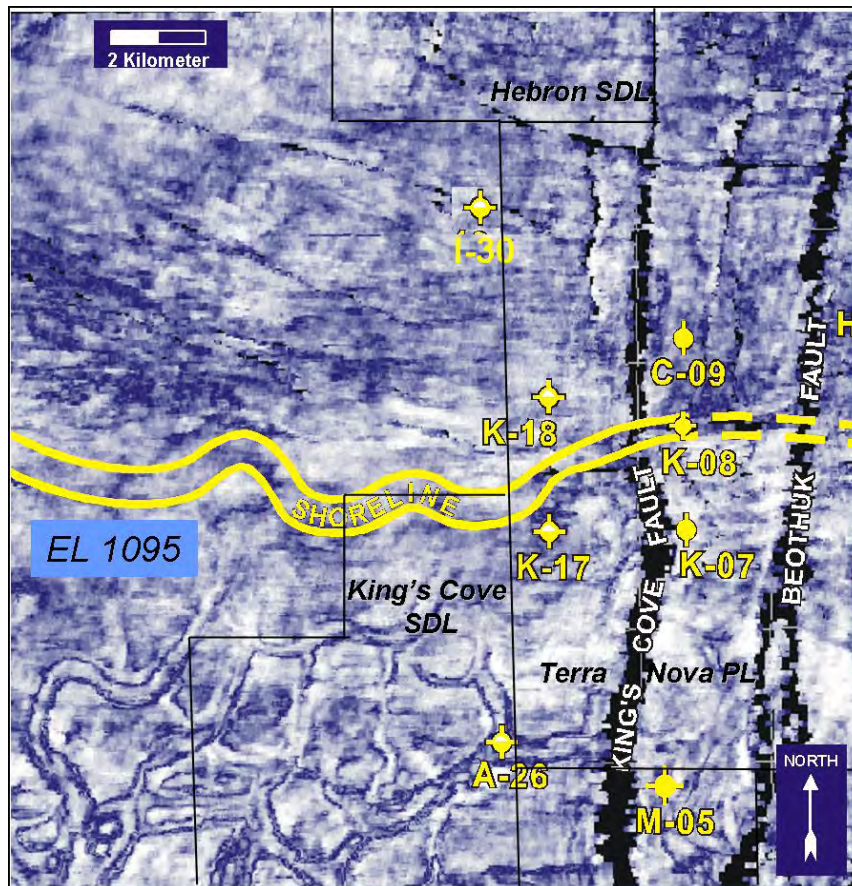 2 Kilometer
Hebron SDL
I-30
H
C-09
K-18
K-08
SHORELINE
EL 1095
K-17
K-07
King's Cove
SDL
Terra Nova PL
KING'S COVE FAULT
BEOTHUK FAULT
A-26
M-05
NORTH